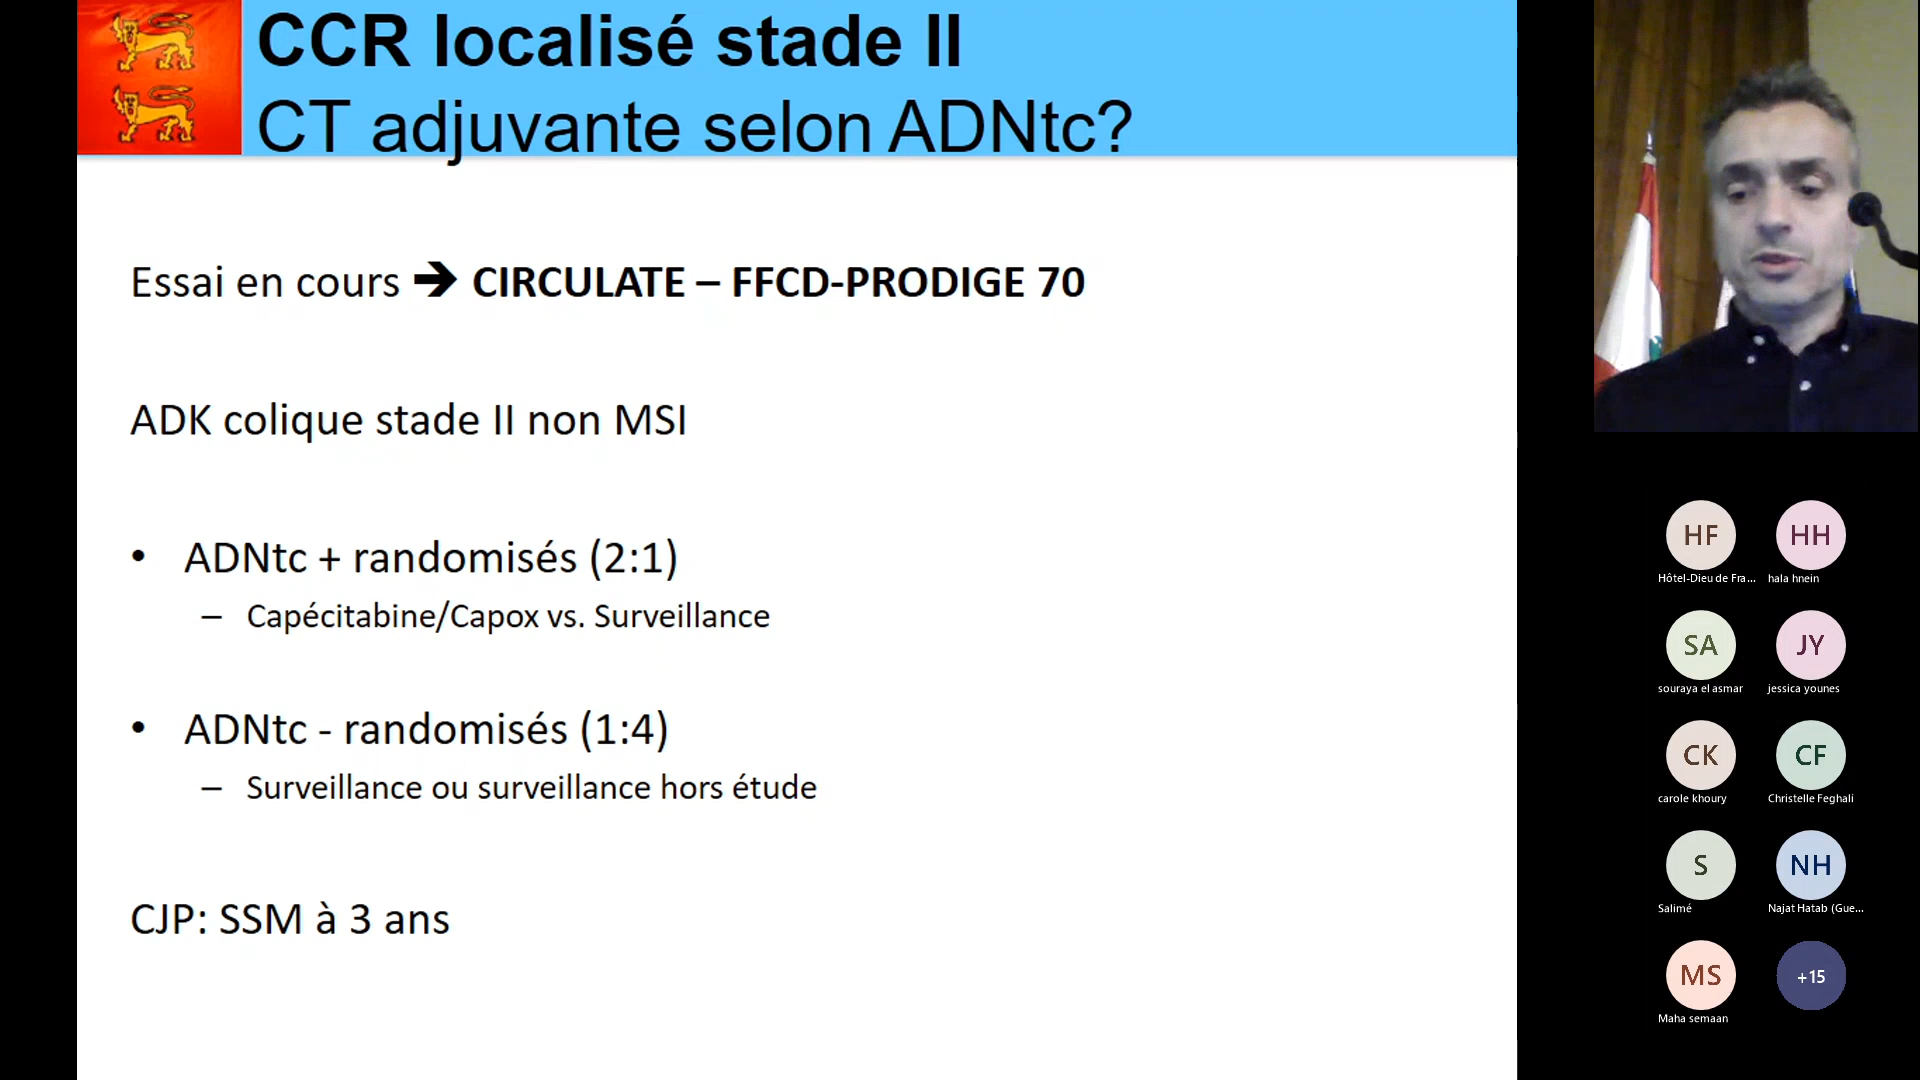 CCR localisé stade II
CT adjuvante selon ADNtc?
Essai en cours ➔ CIRCULATE – FFCD-PRODIGE 70
ADK colique stade II non MSI
• ADNtc + randomisés (2:1)
– Capécitabine/Capox vs. Surveillance
• ADNtc - randomisés (1:4)
– Surveillance ou surveillance hors étude
CJP: SSM à 3 ans
HF
Hôtel-Dieu de Fra...
HH
hala hnein
SA
souraya el asmar
JY
jessica younes
CK
carole khoury
CF
Christelle Feghali
S
Salimé
NH
Najat Hatab (Gue...
MS
Maha semaan
+15